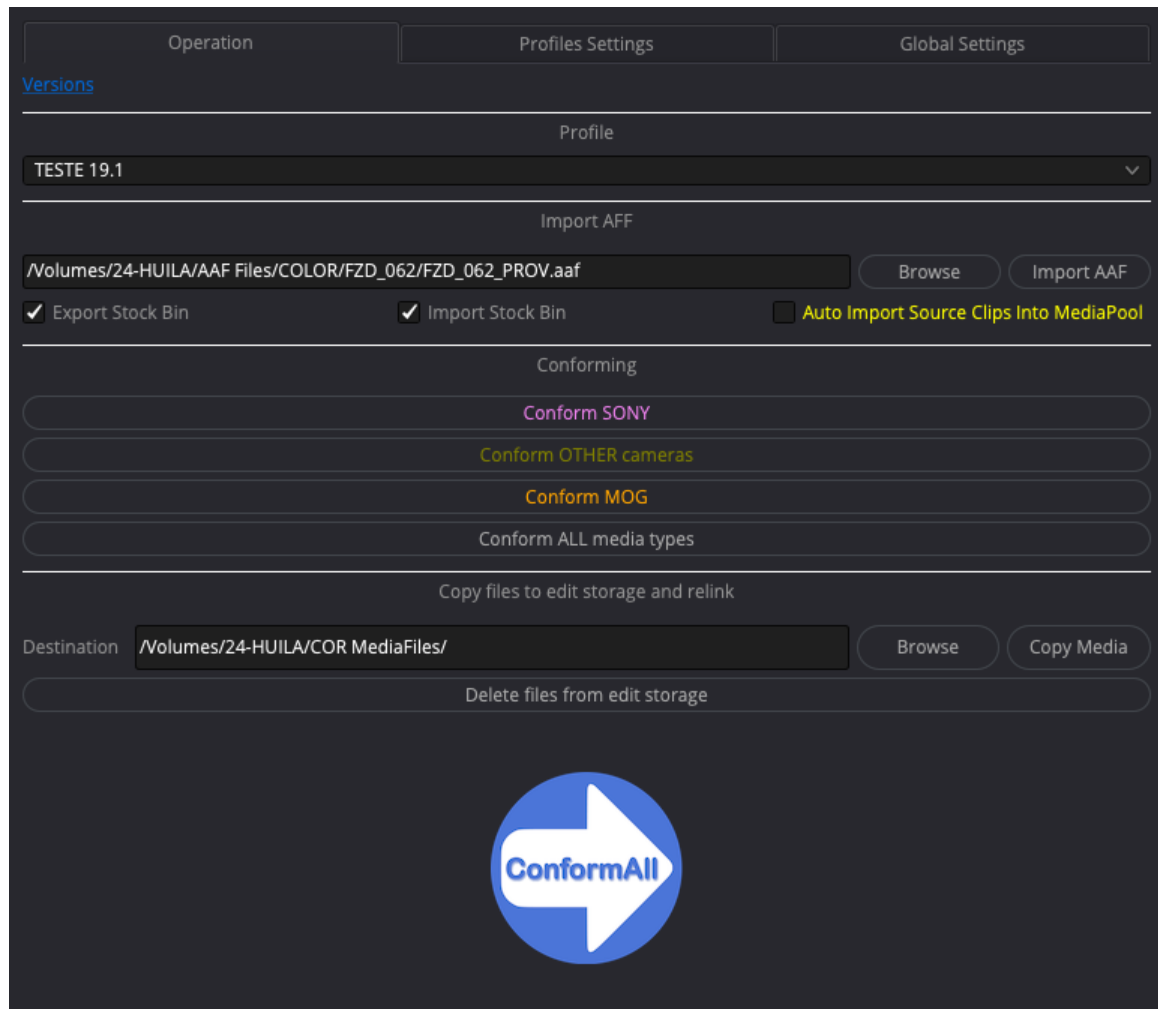 Operation Profiles Settings Global Settings
Versions
Profile
TESTE 19.1
Import AFF
/Volumes/24-HUILA/AAF Files/COLOR/FZD_062/FZD_062_PROV.aaf Browse Import AAF
Export Stock Bin Import Stock Bin Auto Import Source Clips Into MediaPool
Conforming
Conform SONY
Conform OTHER cameras
Conform MOG
Conform ALL media types
Copy files to edit storage and relink
Destination /Volumes/24-HUILA/COR MediaFiles/ Browse Copy Media
Delete files from edit storage
ConformAll